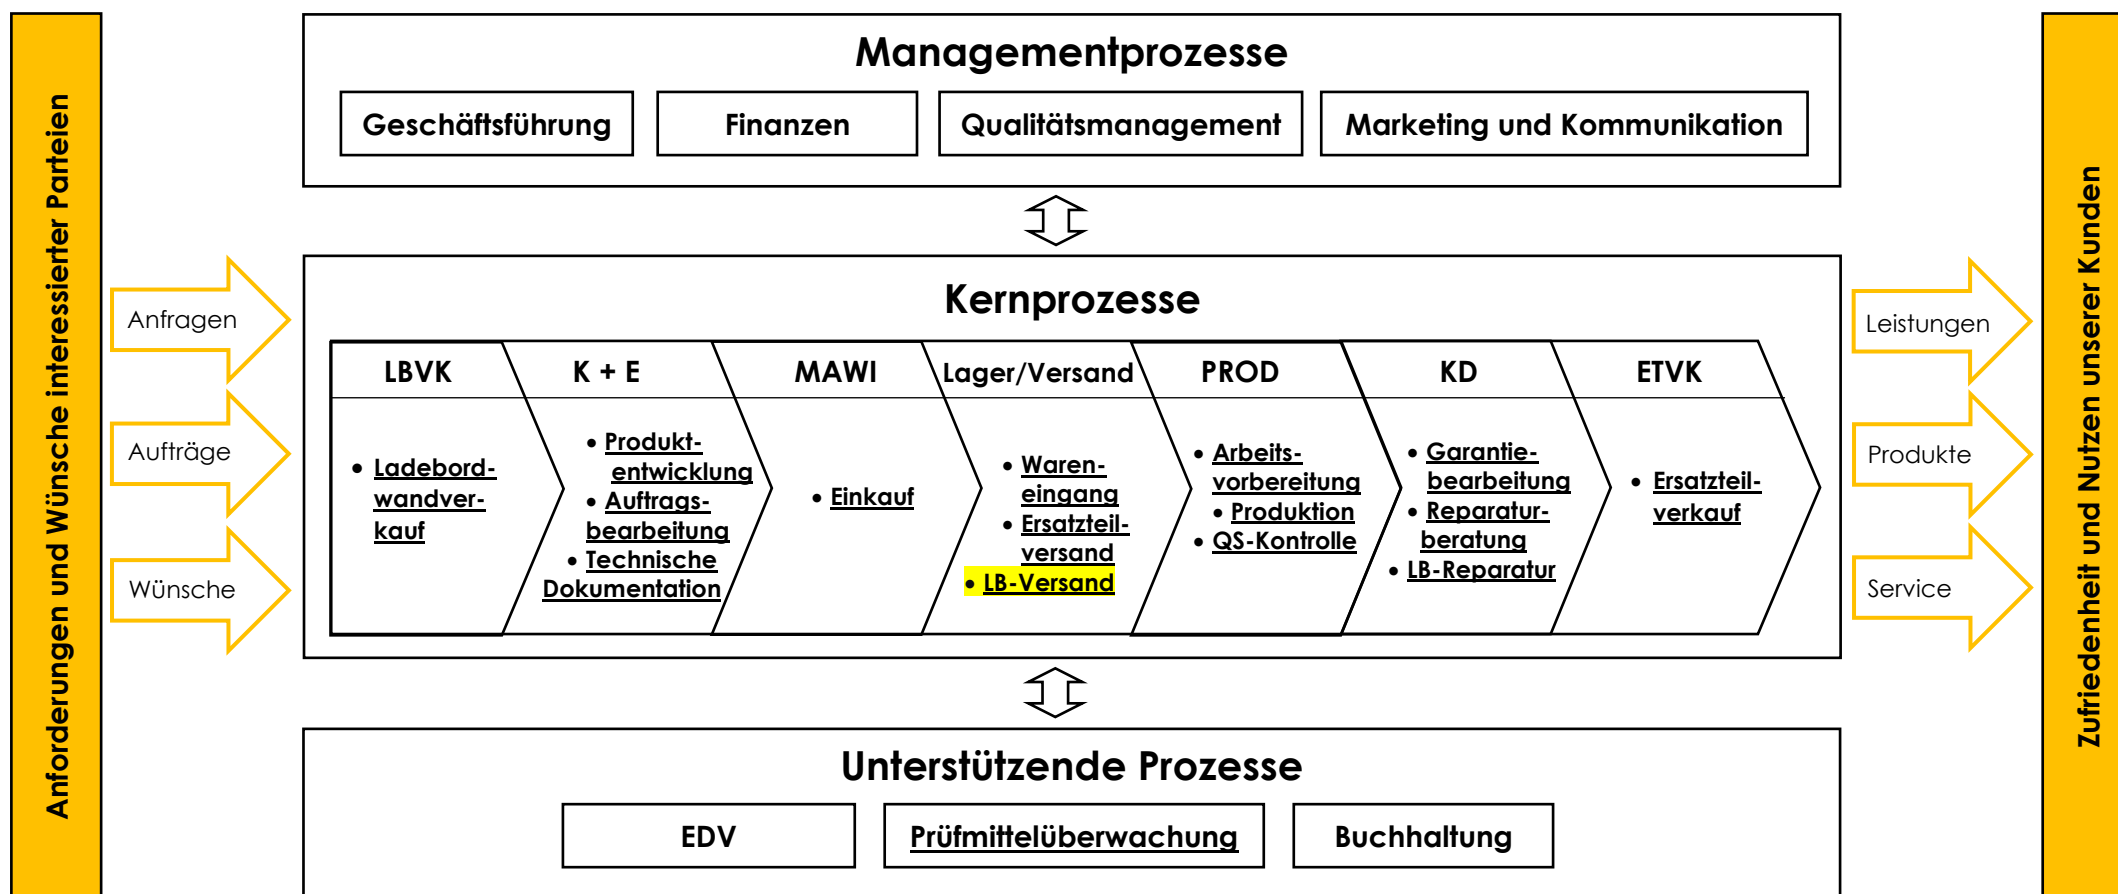 Anforderungen und Wünsche interessierter Parteien
Managementprozesse
Geschäftsführung
Finanzen
Qualitätsmanagement
Marketing und Kommunikation
Anfragen
Aufträge
Wünsche
Kernprozesse
LBVK
• Ladebord-
wandver-
kauf
K + E
• Produkt-
entwicklung
• Auftrags-
bearbeitung
• Technische
Dokumentation
MAWI
• Einkauf
Lager/Versand
• Waren-
eingang
• Ersatzteil-
versand
• LB-Versand
PROD
• Arbeits-
vorbereitung
• Produktion
• QS-Kontrolle
KD
• Garantie-
bearbeitung
• Reparatur-
beratung
• LB-Reparatur
ETVK
• Ersatzteil-
verkauf
Leistungen
Produkte
Service
Unterstützende Prozesse
EDV
Prüfmittelüberwachung
Buchhaltung
Zufriedenheit und Nutzen unserer Kunden